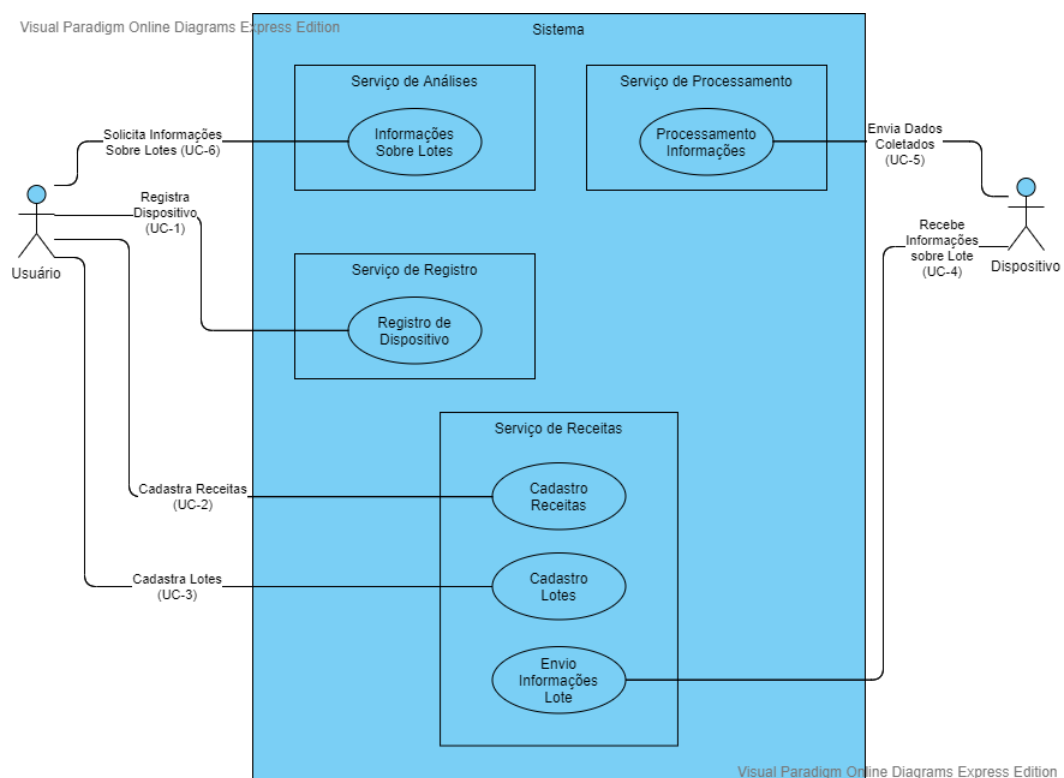 Visual Paradigm Online Diagrams Express Edition
Sistema
Serviço de Análises
Informações
Sobre Lotes
Serviço de Processamento
Processamento
Informações
Solicita Informações
Sobre Lotes (UC-6)
Envia Dados
Coletados
(UC-5)
Registra
Dispositivo
(UC-1)
Usuário
Recebe
Informações
sobre Lote
(UC-4)
Dispositivo
Serviço de Registro
Registro de
Dispositivo
Serviço de Receitas
Cadastra Receitas
(UC-2)
Cadastro
Receitas
Cadastra Lotes
(UC-3)
Cadastro
Lotes
Envio
Informações
Lote
Visual Paradigm Online Diagrams Express Edition